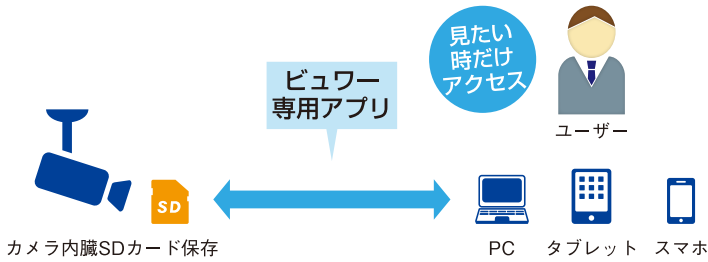 見たい
時だけ
アクセス
ビュワー
専用アプリ
ユーザー
SD
カメラ内臓SDカード保存
PC
タブレット
スマホ